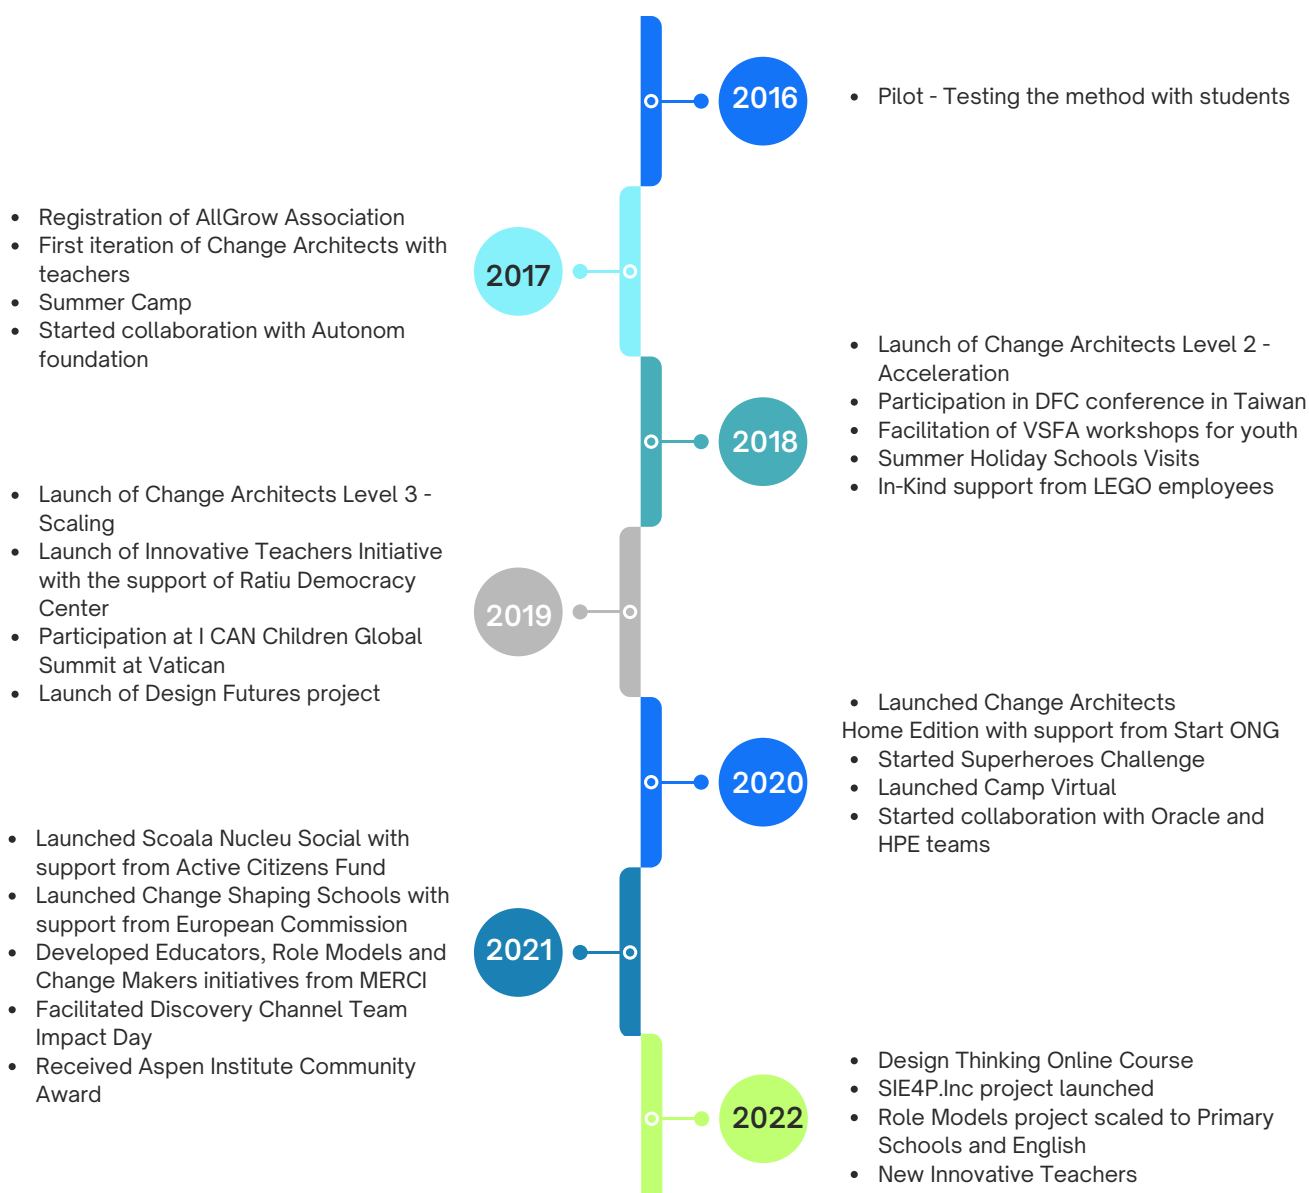 2016
• Pilot - Testing the method with students
• Registration of AllGrow Association
• First iteration of Change Architects with
teachers
• Summer Camp
• Started collaboration with Autonom
foundation
2017
• Launch of Change Architects Level 2 -
Acceleration
• Participation in DFC conference in Taiwan
• Facilitation of VSFA workshops for youth
• Summer Holiday Schools Visits
• In-Kind support from LEGO employees
2018
• Launch of Change Architects Level 3 -
Scaling
• Launch of Innovative Teachers Initiative
with the support of Ratiu Democracy
Center
• Participation at I CAN Children Global
Summit at Vatican
• Launch of Design Futures project
2019
• Launched Change Architects
Home Edition with support from Start ONG
• Started Superheroes Challenge
• Launched Camp Virtual
• Started collaboration with Oracle and
HPE teams
2020
• Launched Scoala Nucleu Social with
support from Active Citizens Fund
• Launched Change Shaping Schools with
support from European Commission
• Developed Educators, Role Models and
Change Makers initiatives from MERCI
• Facilitated Discovery Channel Team
Impact Day
• Received Aspen Institute Community
Award
2021
• Design Thinking Online Course
• SIE4P.Inc project launched
• Role Models project scaled to Primary
Schools and English
• New Innovative Teachers
2022